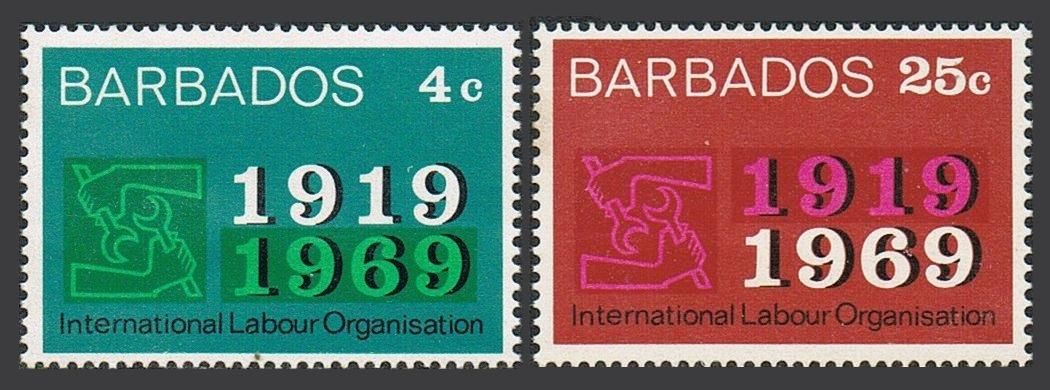 BARBADOS 4c
1919
1969
International Labour Organisation
BARBADOS 25c
1919
1969
International Labour Organisation